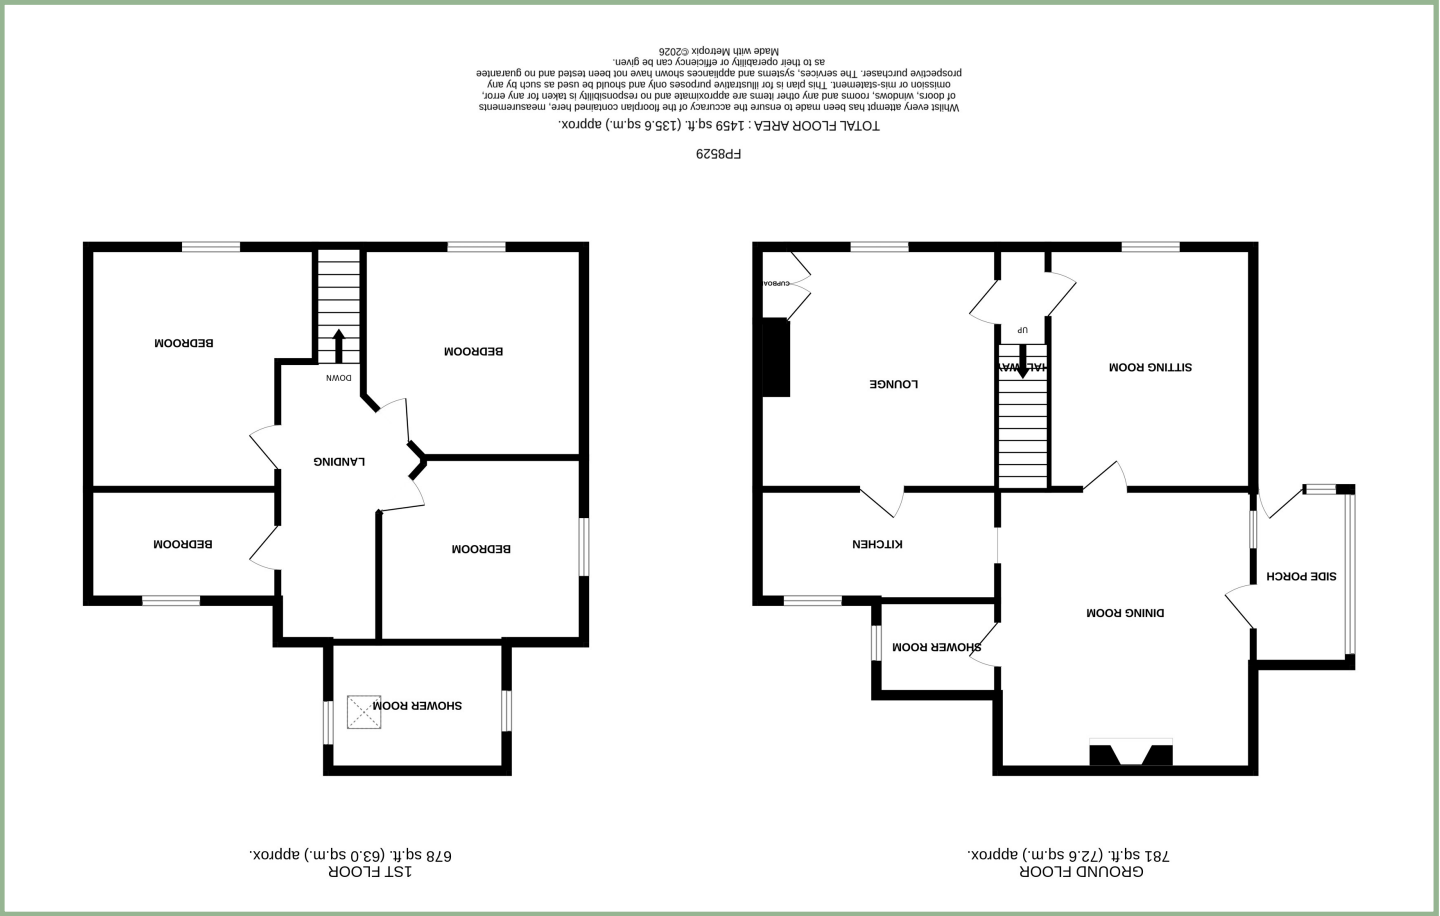 GROUND FLOOR
781 sq.ft. (72.6 sq.m.) approx.
1ST FLOOR
678 sq.ft. (63.0 sq.m.) approx.
SIDE PORCH
DINING ROOM
SHOWER ROOM
KITCHEN
SITTING ROOM
LOUNGE
HALLWAY
UP
SHOWER ROOM
BEDROOM
BEDROOM
LANDING
DOWN
BEDROOM
BEDROOM
FP8529
TOTAL FLOOR AREA : 1459 sq.ft. (135.6 sq.m.) approx.
Whilst every attempt has been made to ensure the accuracy of the floorplan contained here, measurements
of doors, windows, rooms and any other items are approximate and no responsibility is taken for any error,
omission or mis-statement. This plan is for illustrative purposes only and should be used as such by any
prospective purchaser. The services, systems and appliances shown have not been tested and no guarantee
as to their operability or efficiency can be given.
Made with Metropix ©2026